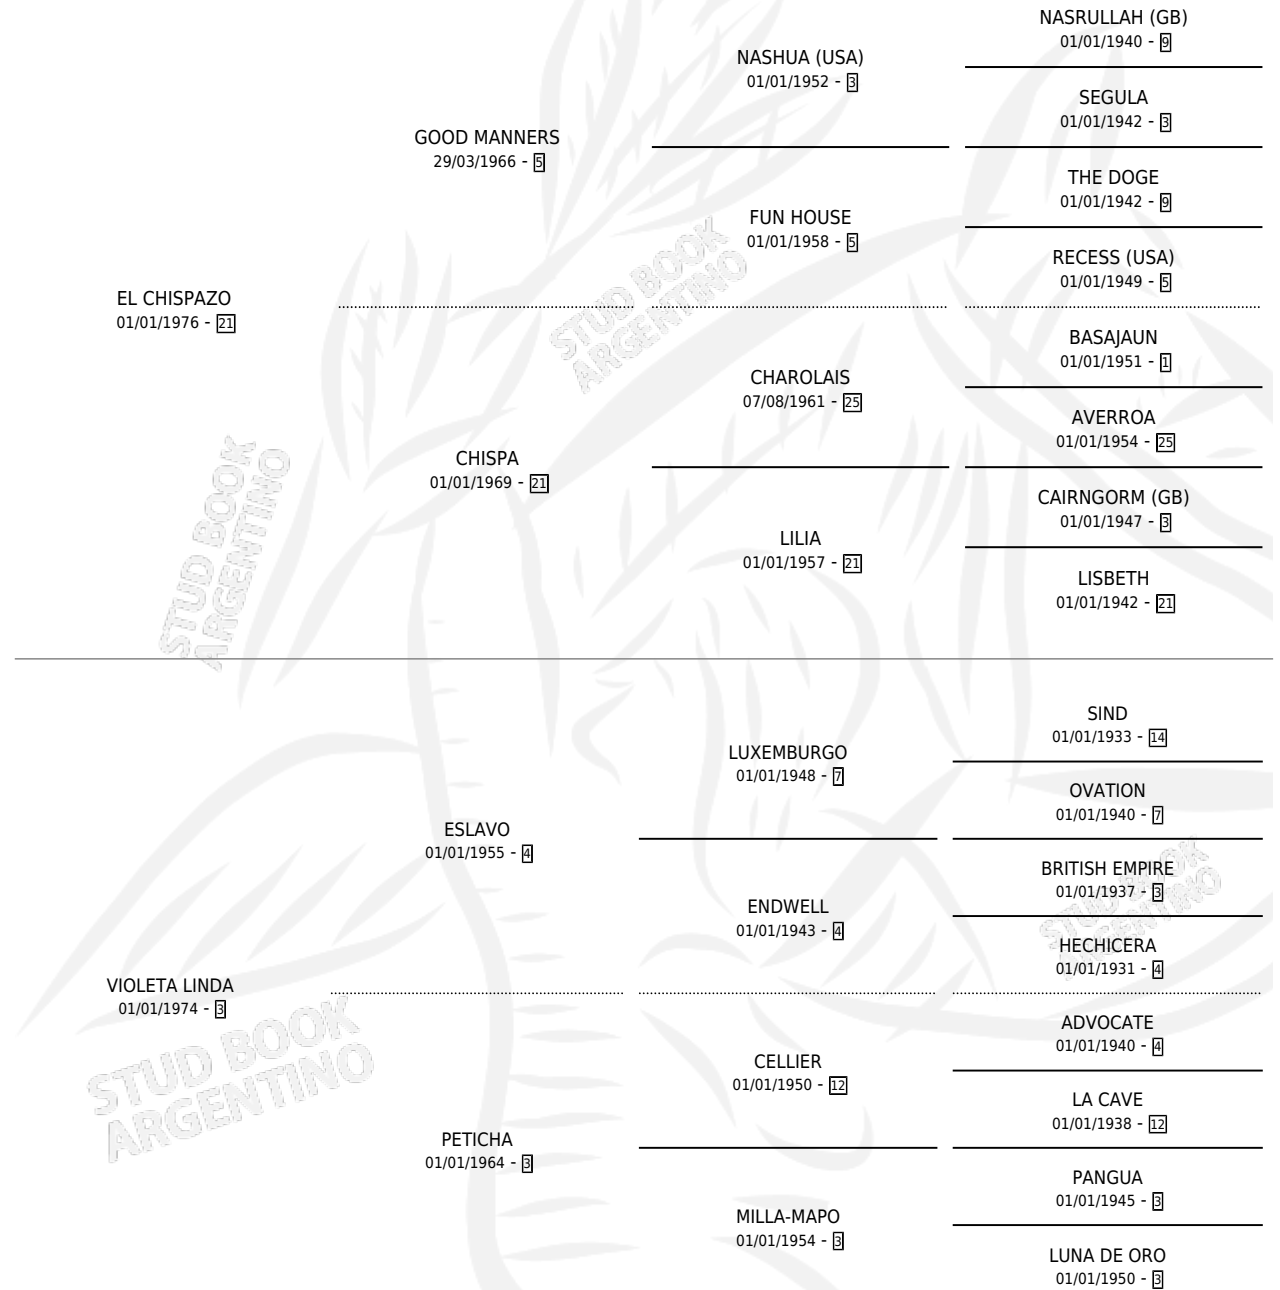 NASRULLAH (GB)
01/01/1940 - 9
NASHUA (USA)
01/01/1952 - 3
SEGULA
01/01/1942 - 3
GOOD MANNERS
29/03/1966 - 5
THE DOGE
01/01/1942 - 9
FUN HOUSE
01/01/1958 - 5
RECESS (USA)
01/01/1949 - 5
EL CHISPAZO
01/01/1976 - 21
BASAJAUN
01/01/1951 - 1
CHAROLAIS
07/08/1961 - 25
AVERROA
01/01/1954 - 25
CHISPA
01/01/1969 - 21
CAIRNGORM (GB)
01/01/1947 - 3
LILIA
01/01/1957 - 21
LISBETH
01/01/1942 - 21
SIND
01/01/1933 - 14
LUXEMBURGO
01/01/1948 - 7
OVATION
01/01/1940 - 7
ESLAVO
01/01/1955 - 4
BRITISH EMPIRE
01/01/1937 - 3
ENDWELL
01/01/1943 - 4
HECHICERA
01/01/1931 - 4
VIOLETA LINDA
01/01/1974 - 3
ADVOCATE
01/01/1940 - 4
CELLIER
01/01/1950 - 12
LA CAVE
01/01/1938 - 12
PETICHA
01/01/1964 - 3
PANGUA
01/01/1945 - 3
MILLA-MAPO
01/01/1954 - 3
LUNA DE ORO
01/01/1950 - 3
STUD BOOK
ARGENTINO
STUD BOOK
ARGENTINO
STUD BOOK
ARGENTINO
STUD BOOK
ARGENTINO